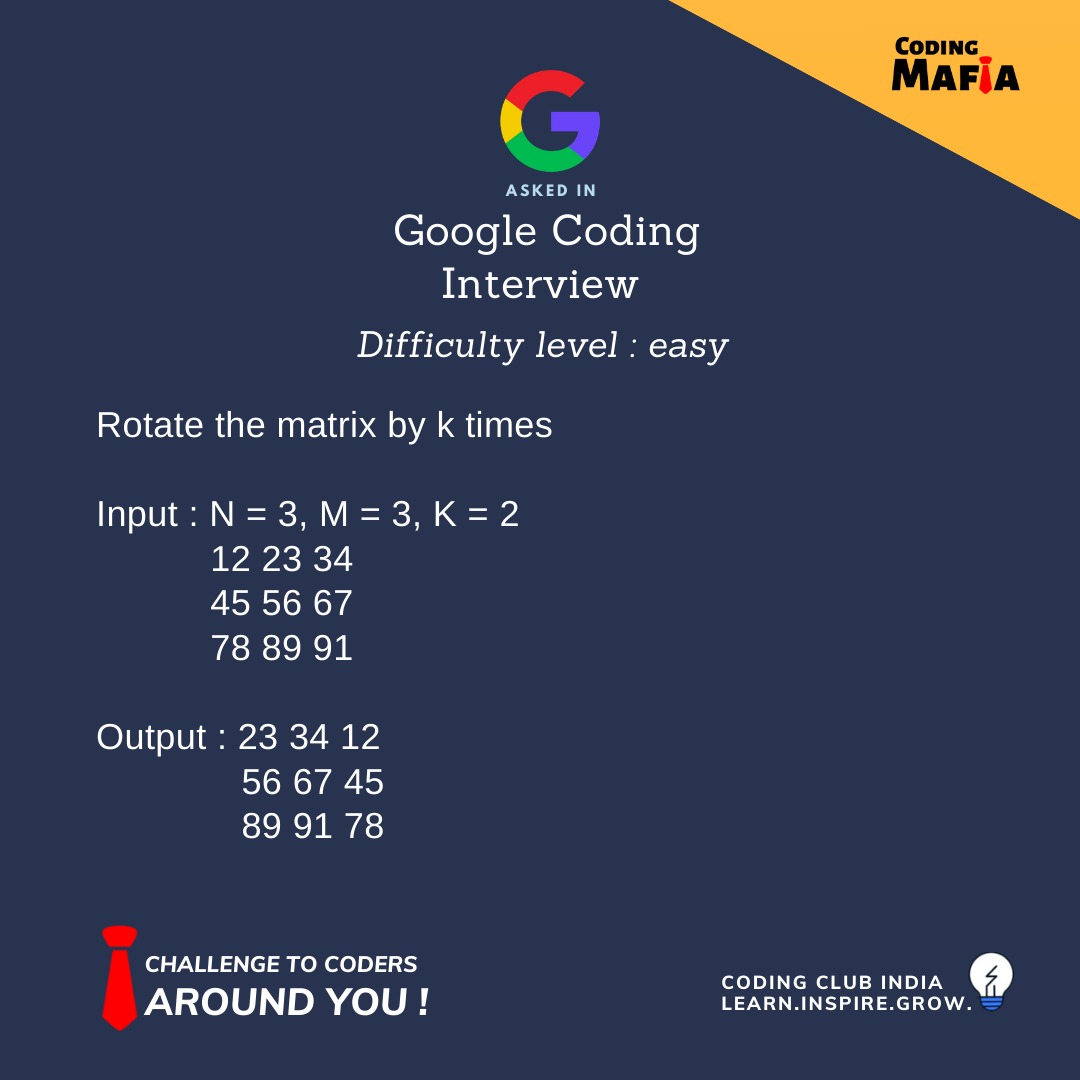 CODING
MAFIA
ASKED IN
Google Coding
Interview
Difficulty level : easy
Rotate the matrix by k times
Input : N = 3, M = 3, K = 2
12 23 34
45 56 67
78 89 91
Output : 23 34 12
56 67 45
89 91 78
CHALLENGE TO CODERS
AROUND YOU !
CODING CLUB INDIA
LEARN.INSPIRE.GROW.